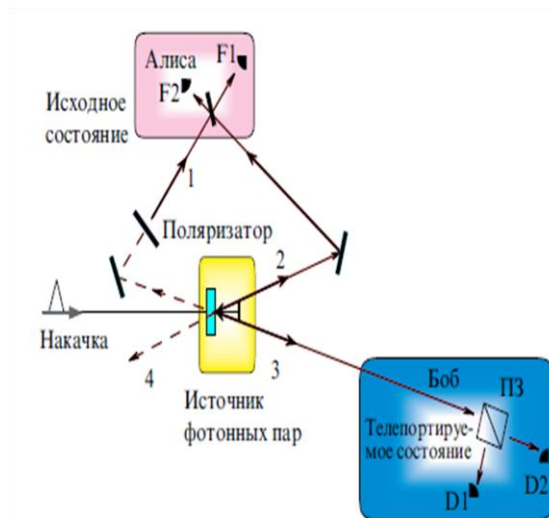 Алиса
F1
F2
Исходное
состояние
1
Поляризатор
2
Накачка
3
4
Источник
фотонных пар
Боб
ПЗ
Телепортируе-
мое состояние
D2
D1